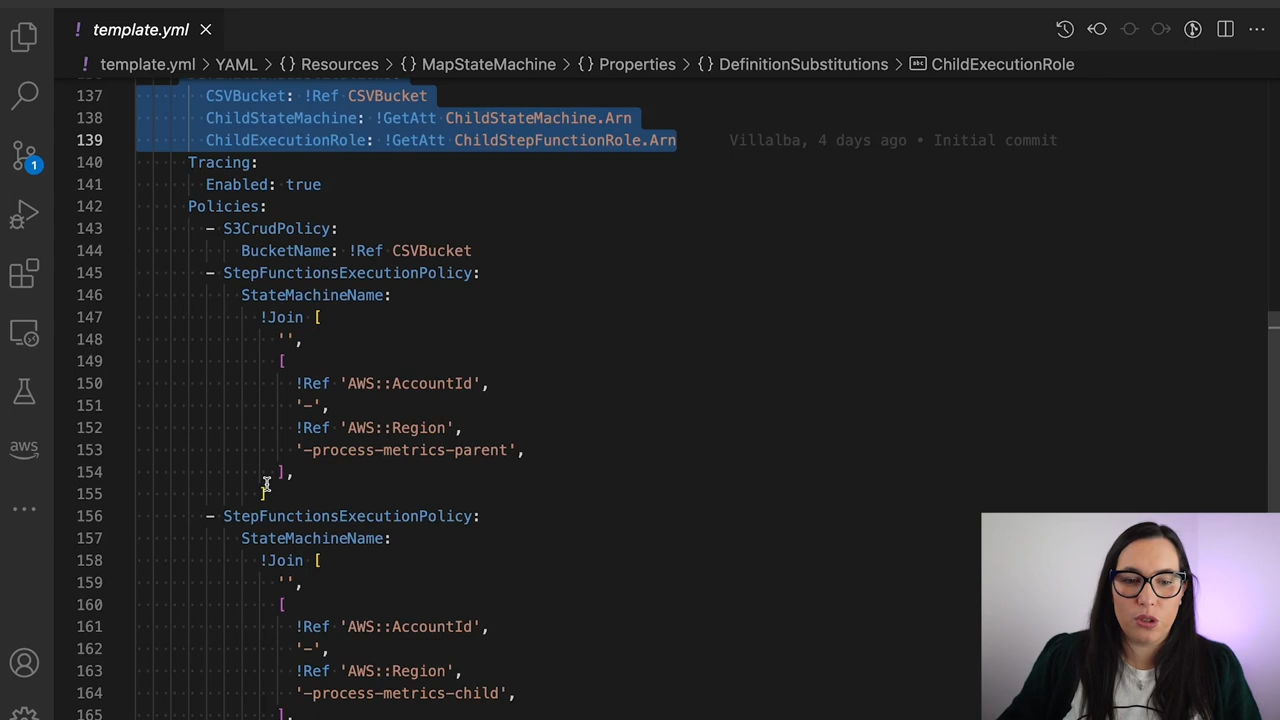 template.yml
template.yml > YAML > {} Resources > {} MapStateMachine > {} Properties > {} DefinitionSubstitutions > abc ChildExecutionRole
137 CSVBucket: !Ref CSVBucket
138 ChildStateMachine: !GetAtt ChildStateMachine.Arn
139 ChildExecutionRole: !GetAtt ChildStepFunctionRole.Arn Villalba, 4 days ago • Initial commit
140 Tracing:
141 Enabled: true
142 Policies:
143 - S3CrudPolicy:
144 BucketName: !Ref CSVBucket
145 - StepFunctionsExecutionPolicy:
146 StateMachineName:
147 !Join [
148 '',
149 [
150 !Ref 'AWS::AccountId',
151 '-',
152 !Ref 'AWS::Region',
153 '-process-metrics-parent',
154 ],
155 ]
156 - StepFunctionsExecutionPolicy:
157 StateMachineName:
158 !Join [
159 '',
160 [
161 !Ref 'AWS::AccountId',
162 '-',
163 !Ref 'AWS::Region',
164 '-process-metrics-child',
165 ],
1
aws